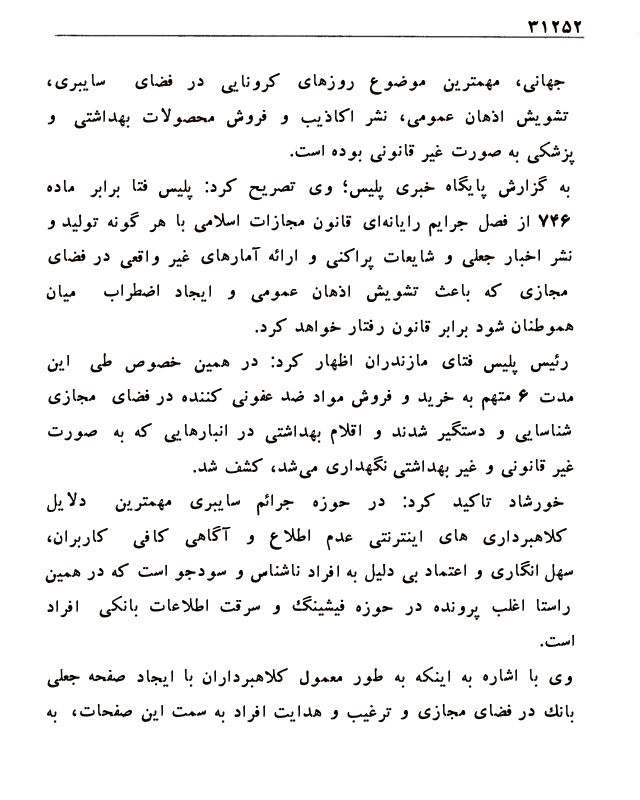 ۳۱۲۵۲
جهانی، مهمترین موضوع روزهای کرونایی در فضای سایبری،
تشویش اذهان عمومی، نشر اکاذیب و فروش محصولات بهداشتی و
پزشکی به صورت غیر قانونی بوده است.
به گزارش پایگاه خبری پلیس؛ وی تصریح کرد: پلیس فتا برابر ماده
۷۴۶ از فصل جرایم رایانه‌ای قانون مجازات اسلامی با هر گونه تولید و
نشر اخبار جعلی و شایعات پراکنی و ارائه آمارهای غیر واقعی در فضای
مجازی که باعث تشویش اذهان عمومی و ایجاد اضطراب میان
هموطنان شود برابر قانون رفتار خواهد کرد.
رئیس پلیس فتای مازندران اظهار کرد: در همین خصوص طی این
مدت ۶ متهم به خرید و فروش مواد ضد عفونی کننده در فضای مجازی
شناسایی و دستگیر شدند و اقلام بهداشتی در انبارهایی که به صورت
غیر قانونی و غیر بهداشتی نگهداری می‌شد، کشف شد.
خورشاد تاکید کرد: در حوزه جرائم سایبری مهمترین دلایل
کلاهبرداری های اینترنتی عدم اطلاع و آگاهی کافی کاربران،
سهل انگاری و اعتماد بی دلیل به افراد ناشناس و سودجو است که در همین
راستا اغلب پرونده در حوزه فیشینگ و سرقت اطلاعات بانکی افراد
است.
وی با اشاره به اینکه به طور معمول کلاهبرداران با ایجاد صفحه جعلی
بانک در فضای مجازی و ترغیب و هدایت افراد به سمت این صفحات، به